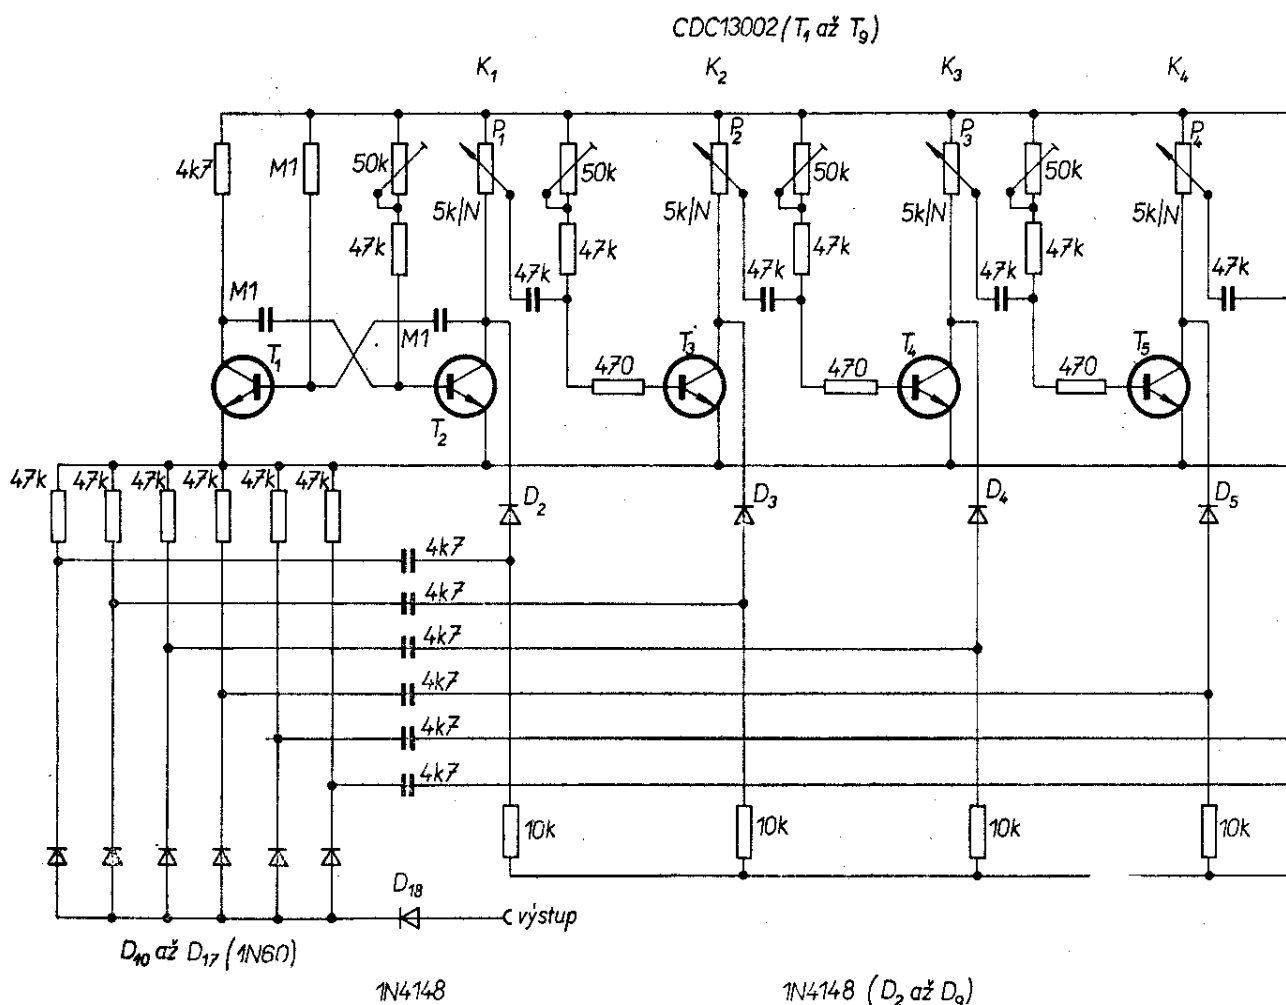 CDC13002 (T₁ až T₉)
K₁ K₂ K₃ K₄
P₁ P₂ P₃ P₄
4k7 M1 50k 50k 50k 50k
5k/N 5k/N 5k/N 5k/N
47k 47k 47k 47k
M1 M1 47k 47k 47k 47k
T₁ T₂ T₃ T₄ T₅
470 470 470
47k 47k 47k 47k 47k 47k
D₂ D₃ D₄ D₅
4k7
4k7
4k7
4k7
4k7
4k7
10k 10k 10k 10k
D₁₈
výstup
D₁₀ až D₁₇ (1N60)
1N4148 1N4148 (D₂ až D₉)